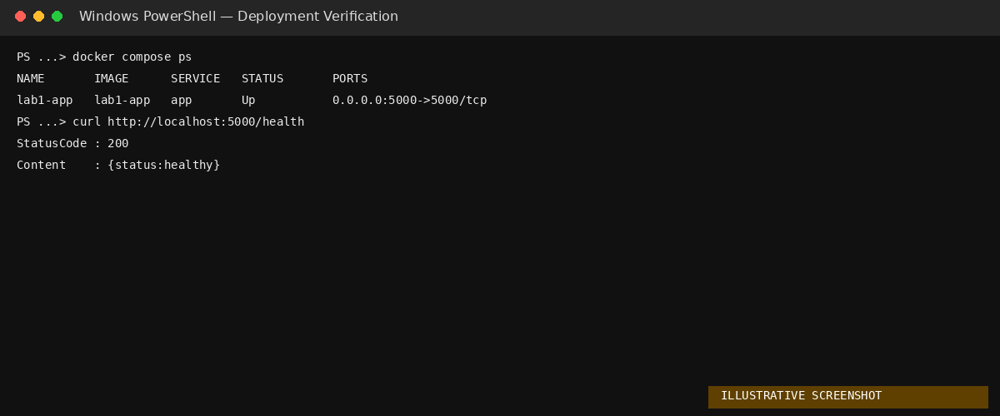 Windows PowerShell — Deployment Verification
PS ...> docker compose ps
NAME       IMAGE      SERVICE   STATUS       PORTS
lab1-app   lab1-app   app       Up           0.0.0.0:5000->5000/tcp
PS ...> curl http://localhost:5000/health
StatusCode : 200
Content    : {status:healthy}
ILLUSTRATIVE SCREENSHOT